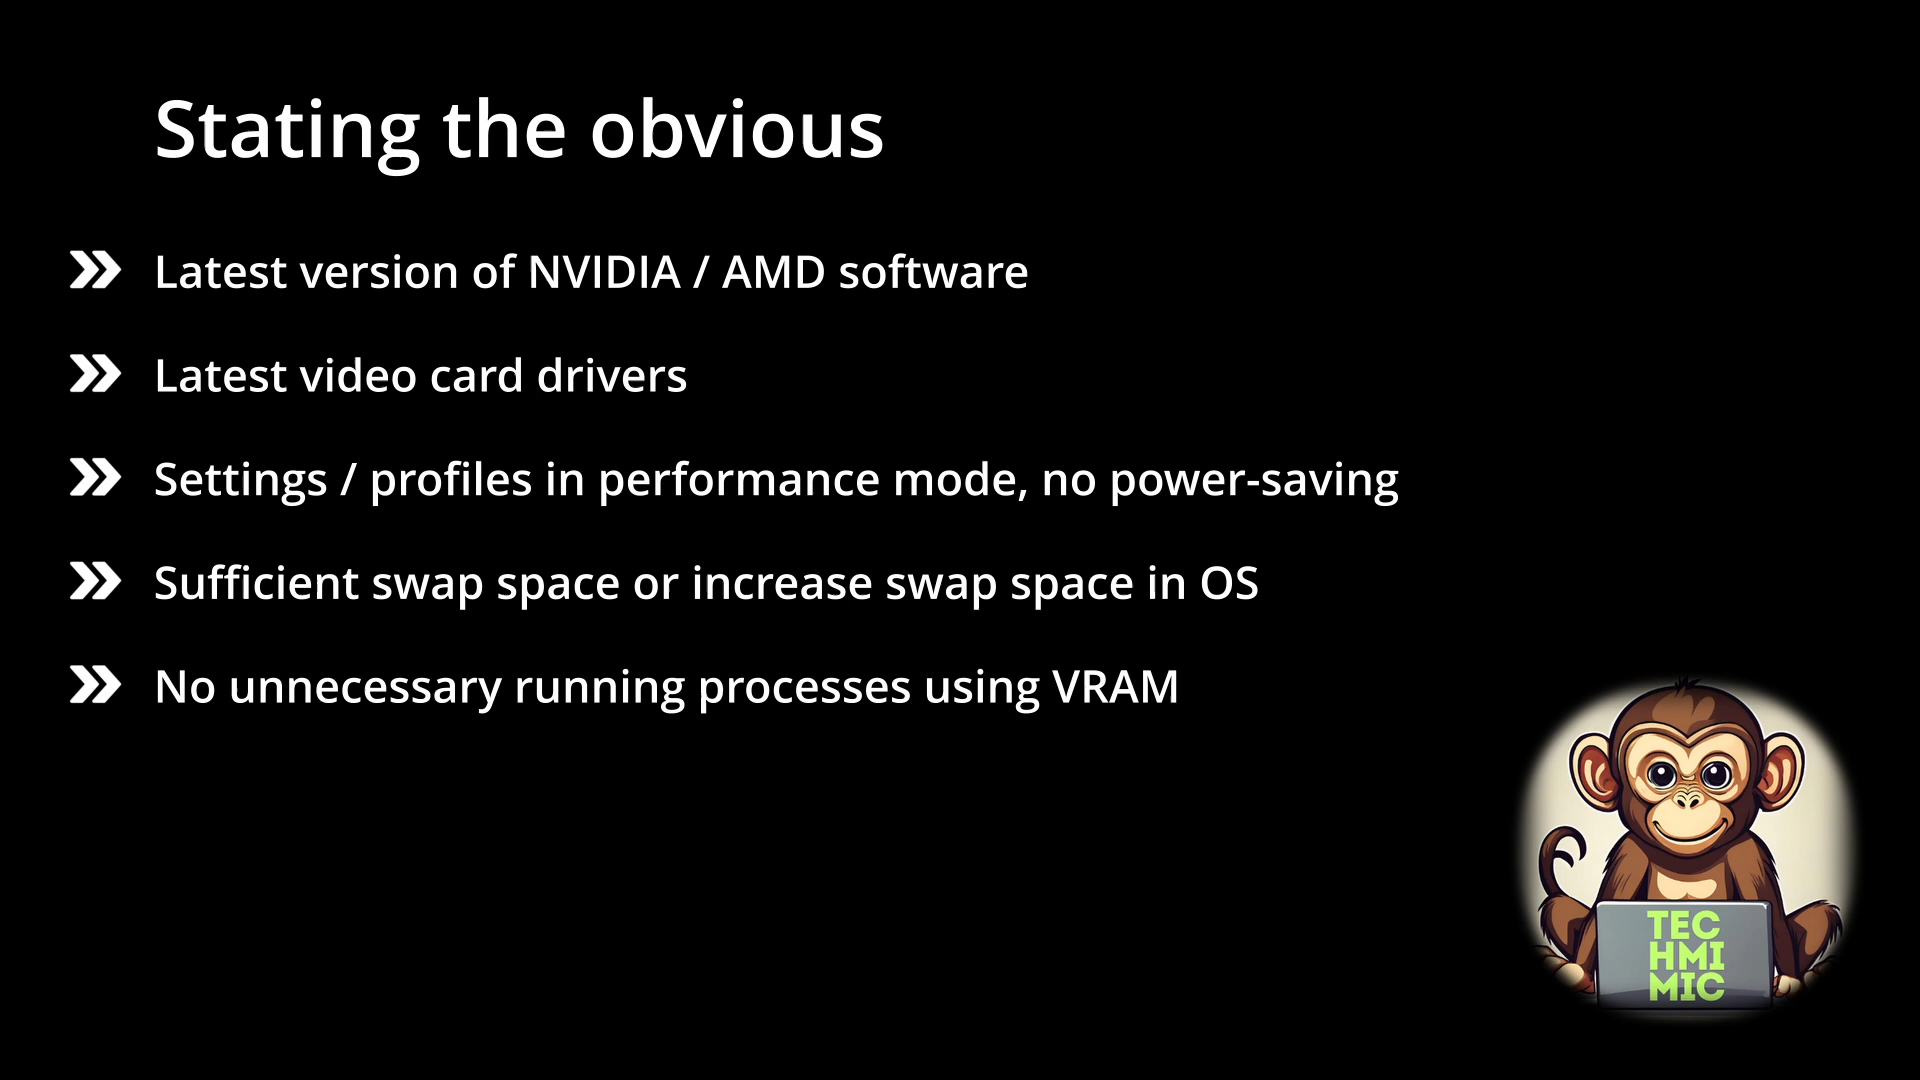 Stating the obvious
Latest version of NVIDIA / AMD software
Latest video card drivers
Settings / profiles in performance mode, no power-saving
Sufficient swap space or increase swap space in OS
No unnecessary running processes using VRAM
TEC
HMI
MIC